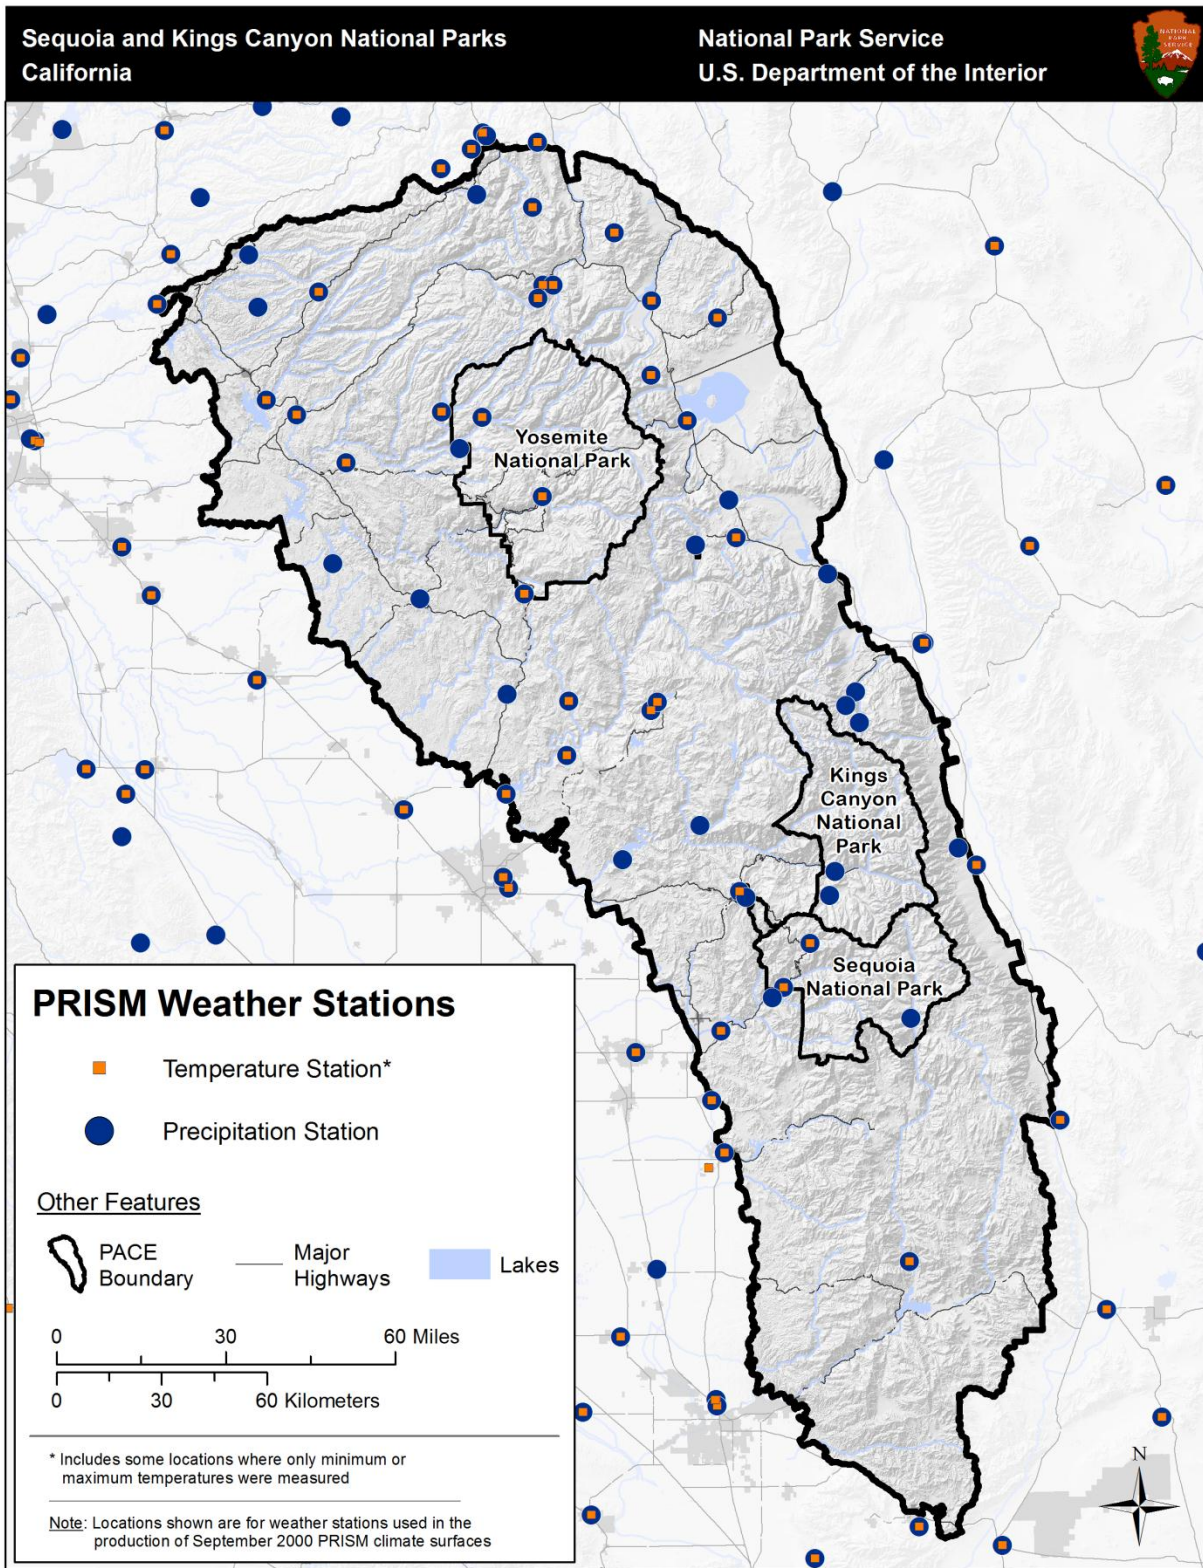 Sequoia and Kings Canyon National Parks
California
National Park Service
U.S. Department of the Interior
NATIONAL
PARK
SERVICE
Yosemite
National Park
Kings
Canyon
National
Park
Sequoia
National Park
PRISM Weather Stations
Temperature Station*
Precipitation Station
Other Features
PACE
Boundary
Major
Highways
Lakes
0 30 60 Miles
0 30 60 Kilometers
* Includes some locations where only minimum or
maximum temperatures were measured
Note: Locations shown are for weather stations used in the
production of September 2000 PRISM climate surfaces
N